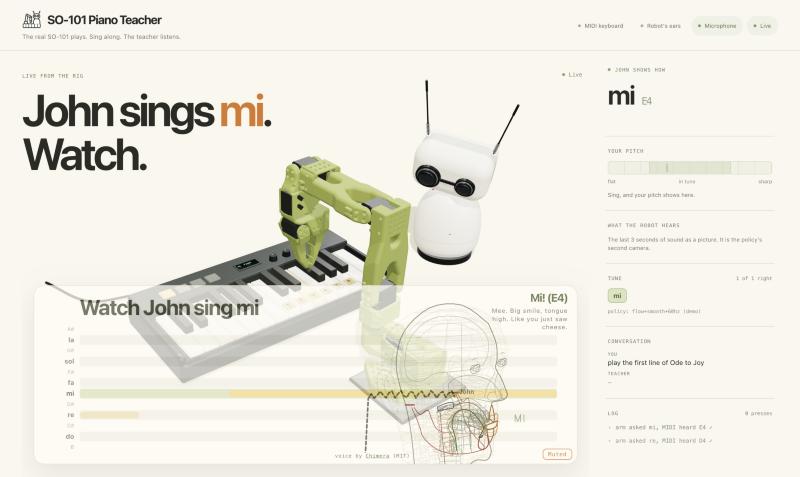 SO-101 Piano Teacher
The real SO-101 plays. Sing along. The teacher listens.
MIDI keyboard
Robot's ears
Microphone
Live
LIVE FROM THE RIG
Live
John sings mi.
Watch.
Watch John sing mi
Mi! (E4)
Mee. Big smile, tongue
high. Like you just saw
cheese.
la
sol
fa
mi
re
do
John
MI
voice by Chimera (MIT)
Muted
JOHN SHOWS HOW
mi E4
YOUR PITCH
flat in tune sharp
Sing, and your pitch shows here.
WHAT THE ROBOT HEARS
The last 3 seconds of sound as a picture. It is the policy's
second camera.
TUNE 1 of 1 right
mi
policy: flow+smooth+60Hz (demo)
CONVERSATION
YOU
play the first line of Ode to Joy
TEACHER
—
LOG 0 presses
› arm asked mi, MIDI heard E4 ✓
› arm asked re, MIDI heard D4 ✓